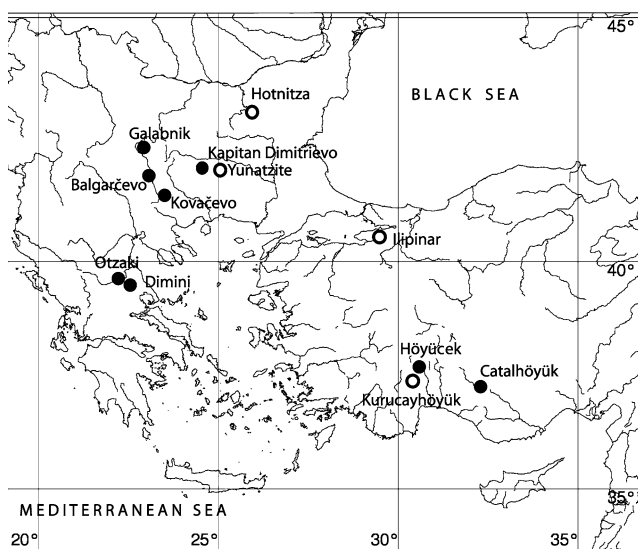 45°
Hotnitza
BLACK SEA
Galabnik
Kapitan Dimitrievo
Yunatzite
Balgarčevo
Kovačevo
Ilipinar
Otzaki
40°
Dimini
Höyücek
Catalhöyük
Kurucayhöyük
35°
MEDITERRANEAN SEA
20°
25°
30°
35°